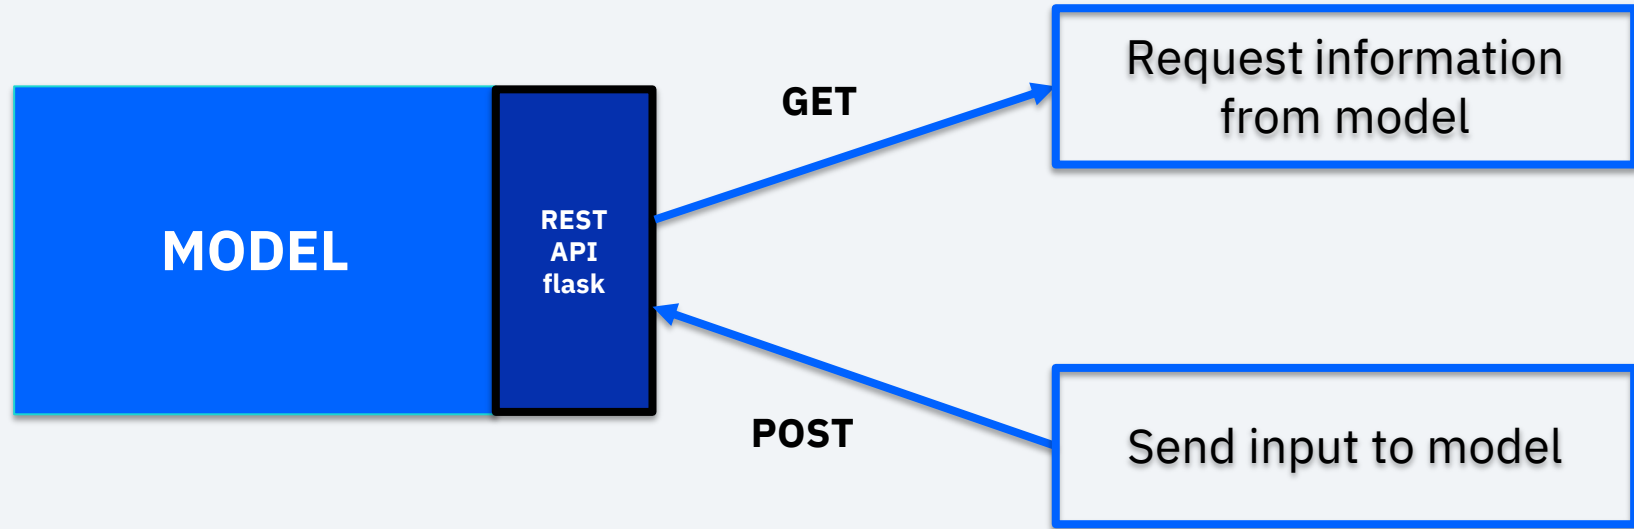 MODEL
REST
API
flask
GET
Request information
from model
POST
Send input to model